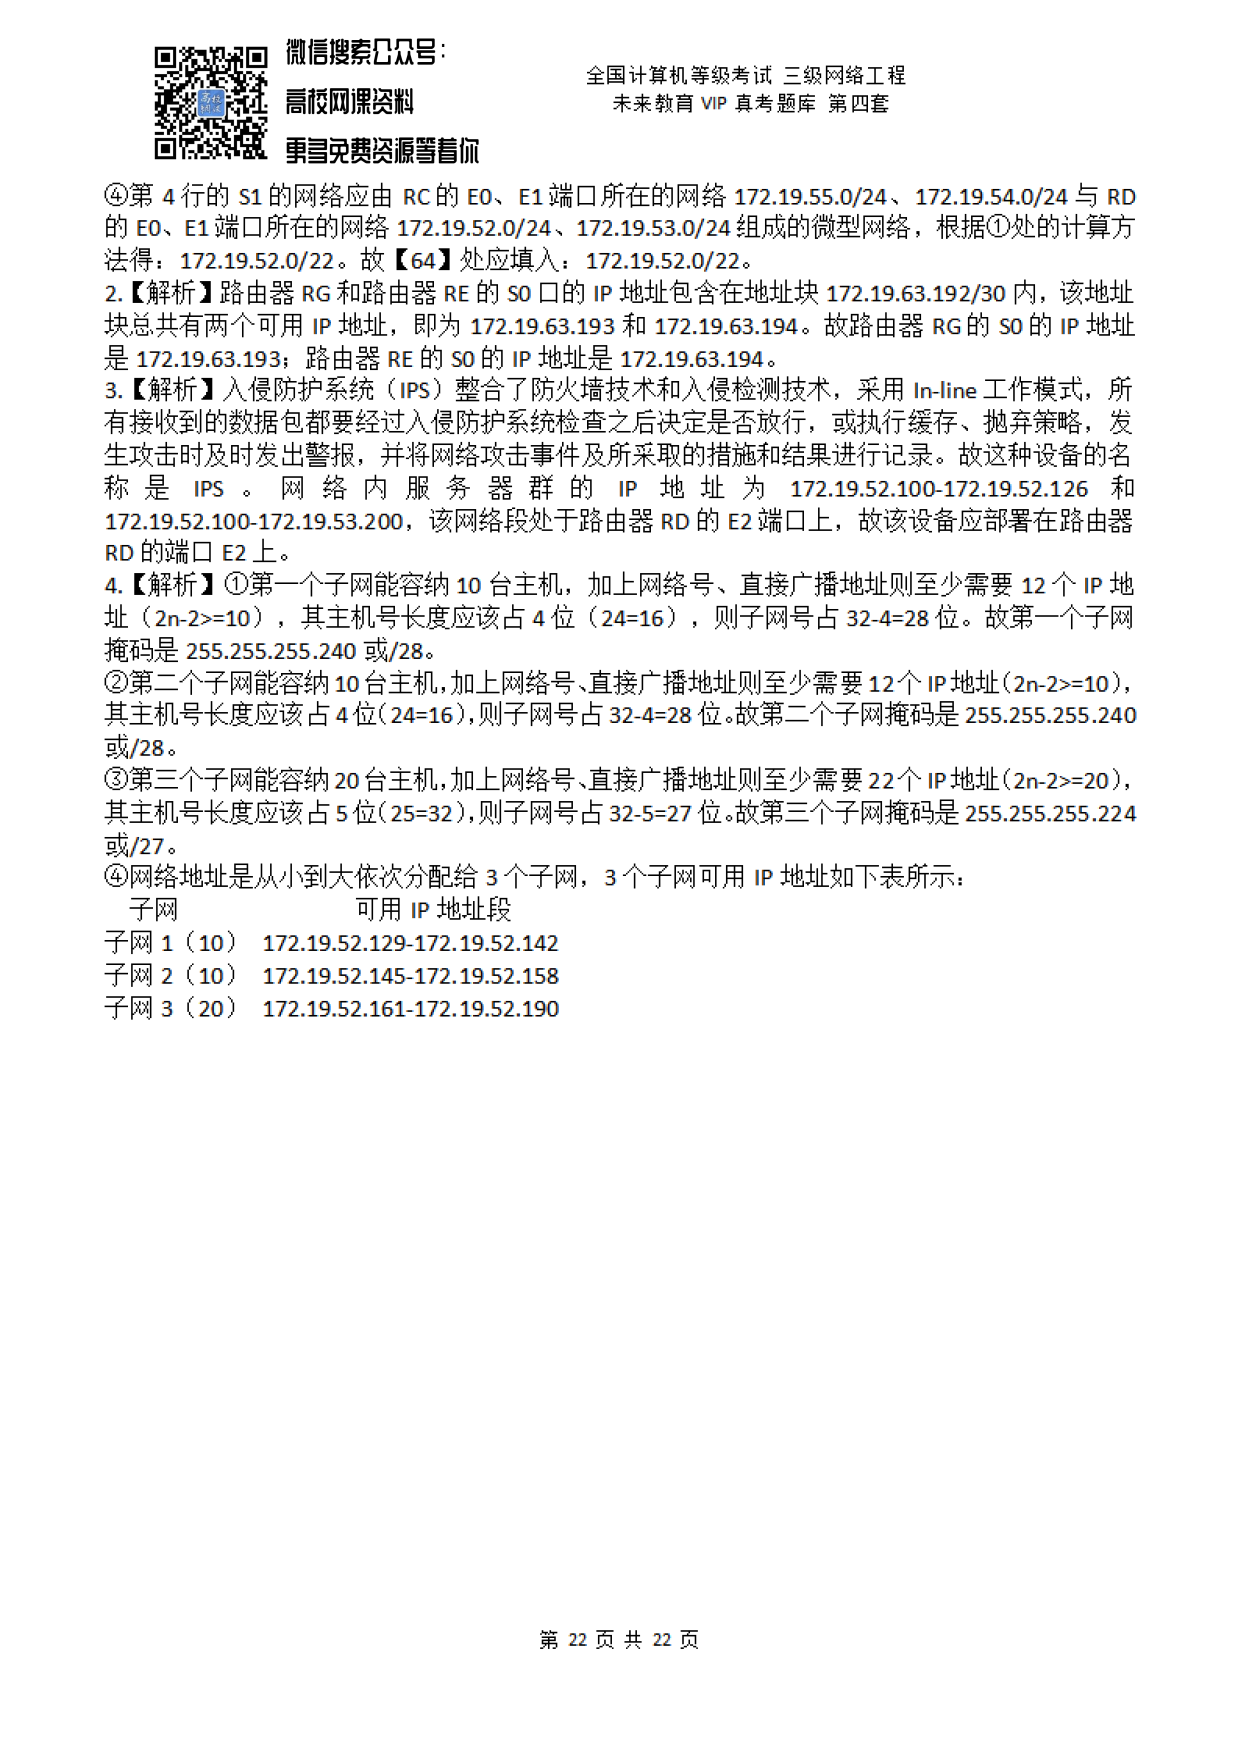 微信搜索公众号：
高校网课资料
更多免费资源等着你
全国计算机等级考试 三级网络工程
未来教育 VIP 真考题库 第四套
④第 4 行的 S1 的网络应由 RC 的 E0、E1 端口所在的网络 172.19.55.0/24、172.19.54.0/24 与 RD
的 E0、E1 端口所在的网络 172.19.52.0/24、172.19.53.0/24 组成的微型网络，根据①处的计算方
法得：172.19.52.0/22。故【64】处应填入：172.19.52.0/22。
2.【解析】路由器 RG 和路由器 RE 的 S0 口的 IP 地址包含在地址块 172.19.63.192/30 内，该地址
块总共有两个可用 IP 地址，即为 172.19.63.193 和 172.19.63.194。故路由器 RG 的 S0 的 IP 地址
是 172.19.63.193；路由器 RE 的 S0 的 IP 地址是 172.19.63.194。
3.【解析】入侵防护系统（IPS）整合了防火墙技术和入侵检测技术，采用 In-line 工作模式，所
有接收到的数据包都要经过入侵防护系统检查之后决定是否放行，或执行缓存、抛弃策略，发
生攻击时及时发出警报，并将网络攻击事件及所采取的措施和结果进行记录。故这种设备的名
称是 IPS。网络内服务器群的 IP 地址为 172.19.52.100-172.19.52.126 和
172.19.52.100-172.19.53.200，该网络段处于路由器 RD 的 E2 端口上，故该设备应部署在路由器
RD 的端口 E2 上。
4.【解析】①第一个子网能容纳 10 台主机，加上网络号、直接广播地址则至少需要 12 个 IP 地
址（2n-2>=10），其主机号长度应该占 4 位（24=16），则子网号占 32-4=28 位。故第一个子网
掩码是 255.255.255.240 或/28。
②第二个子网能容纳 10 台主机，加上网络号、直接广播地址则至少需要 12 个 IP 地址（2n-2>=10），
其主机号长度应该占 4 位（24=16），则子网号占 32-4=28 位。故第二个子网掩码是 255.255.255.240
或/28。
③第三个子网能容纳 20 台主机，加上网络号、直接广播地址则至少需要 22 个 IP 地址（2n-2>=20），
其主机号长度应该占 5 位（25=32），则子网号占 32-5=27 位。故第三个子网掩码是 255.255.255.224
或/27。
④网络地址是从小到大依次分配给 3 个子网，3 个子网可用 IP 地址如下表所示：
子网 可用 IP 地址段
子网 1（10） 172.19.52.129-172.19.52.142
子网 2（10） 172.19.52.145-172.19.52.158
子网 3（20） 172.19.52.161-172.19.52.190
第 22 页 共 22 页